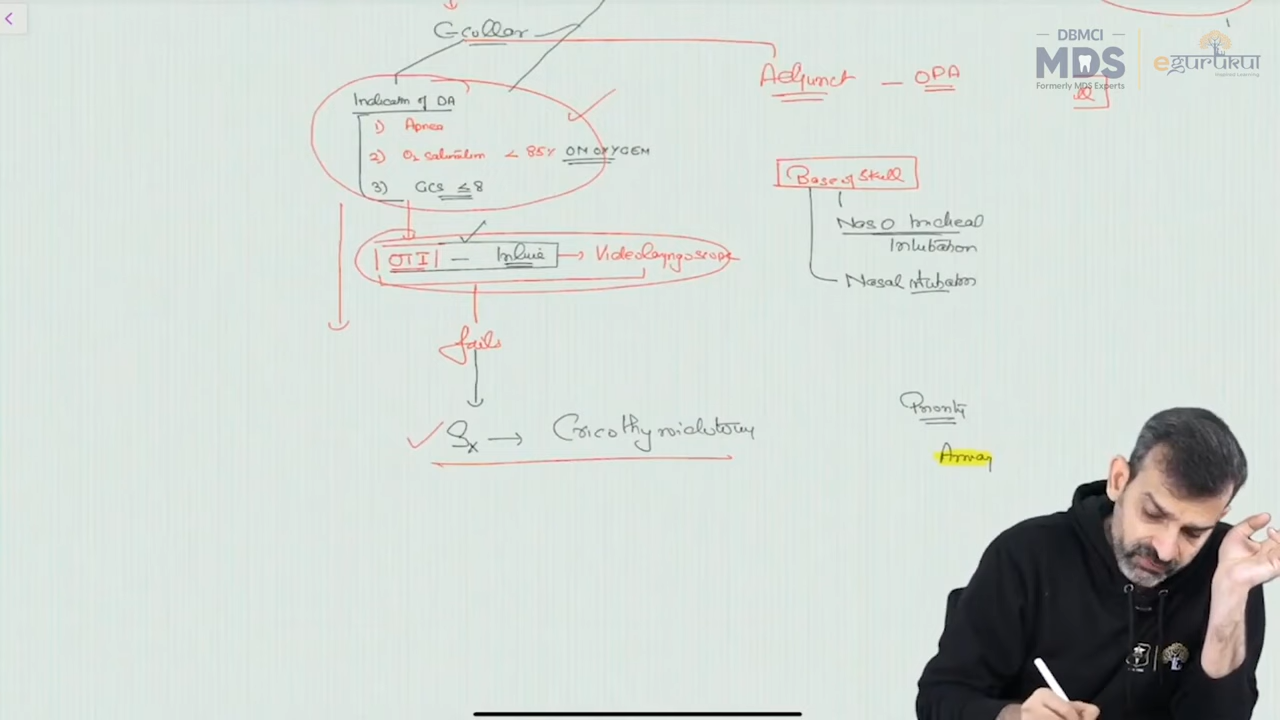 C-collar
Adjunct - OPA
Indication of DA
1) Apnea
2) O2 saturation < 85% ON OXYGEN
3) GCS ≤ 8
OTI - Inline → Videolaryngoscope
fails
Sx → Cricothyroidotomy
Base of Skull
Naso tracheal
Intubation
Nasal intubation
Priority
Airway
DBMCI
MDS
Formerly MDS Experts
egurukul